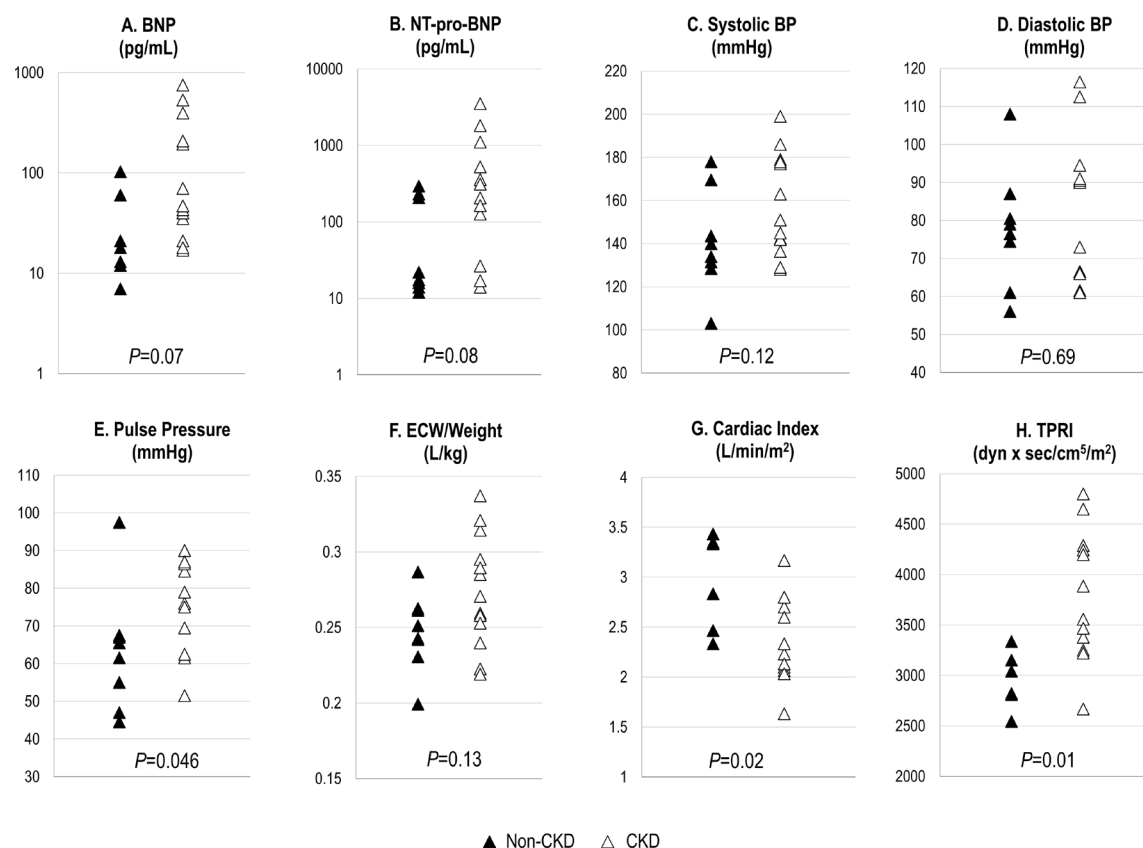 A. BNP
(pg/mL)
1000
100
10
1
P=0.07
B. NT-pro-BNP
(pg/mL)
10000
1000
100
10
1
P=0.08
C. Systolic BP
(mmHg)
220
200
180
160
140
120
100
80
P=0.12
D. Diastolic BP
(mmHg)
120
110
100
90
80
70
60
50
40
P=0.69
E. Pulse Pressure
(mmHg)
110
100
90
80
70
60
50
40
30
P=0.046
F. ECW/Weight
(L/kg)
0.35
0.3
0.25
0.2
0.15
P=0.13
G. Cardiac Index
(L/min/m²)
4
3.5
3
2.5
2
1.5
1
P=0.02
H. TPRI
(dyn x sec/cm⁵/m²)
5000
4500
4000
3500
3000
2500
2000
P=0.01
▲ Non-CKD △ CKD